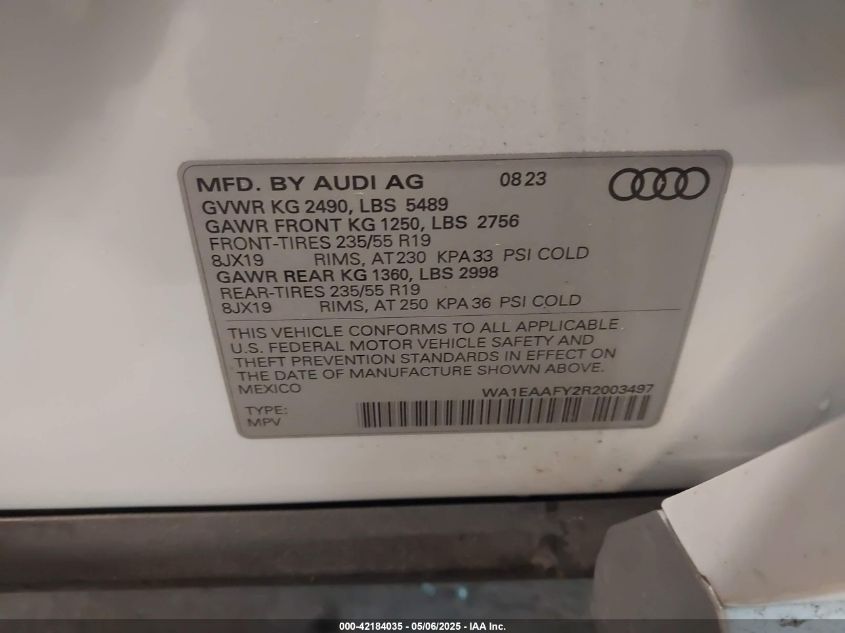 MFD. BY AUDI AG 08 23
GVWR KG 2490, LBS 5489
GAWR FRONT KG 1250, LBS 2756
FRONT-TIRES 235/55 R19
8JX19 RIMS, AT 230 KPA 33 PSI COLD
GAWR REAR KG 1360, LBS 2998
REAR-TIRES 235/55 R19
8JX19 RIMS, AT 250 KPA 36 PSI COLD
THIS VEHICLE CONFORMS TO ALL APPLICABLE
U.S. FEDERAL MOTOR VEHICLE SAFETY AND
THEFT PREVENTION STANDARDS IN EFFECT ON
THE DATE OF MANUFACTURE SHOWN ABOVE.
MEXICO WA1EAAFY2R2003497
TYPE:
MPV
000-42184035 - 05/06/2025 - IAA Inc.